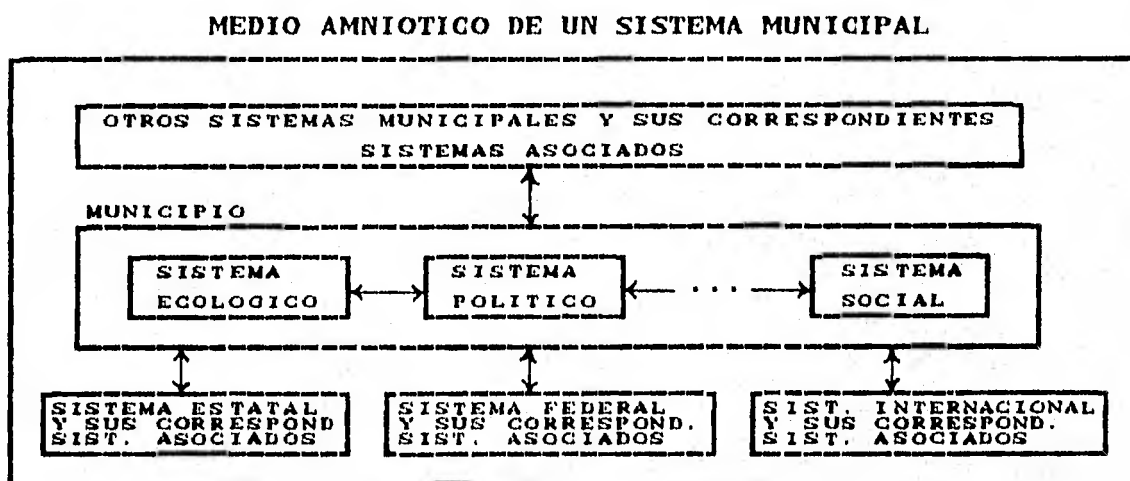 MEDIO AMNIOTICO DE UN SISTEMA MUNICIPAL
OTROS SISTEMAS MUNICIPALES Y SUS CORRESPONDIENTES
SISTEMAS ASOCIADOS
MUNICIPIO
SISTEMA
ECOLOGICO
SISTEMA
POLITICO
...
SISTEMA
SOCIAL
SISTEMA ESTATAL
Y SUS CORRESPOND
SIST. ASOCIADOS
SISTEMA FEDERAL
Y SUS CORRESPOND.
SIST. ASOCIADOS
SIST. INTERNACIONAL
Y SUS CORRESPOND.
SIST. ASOCIADOS